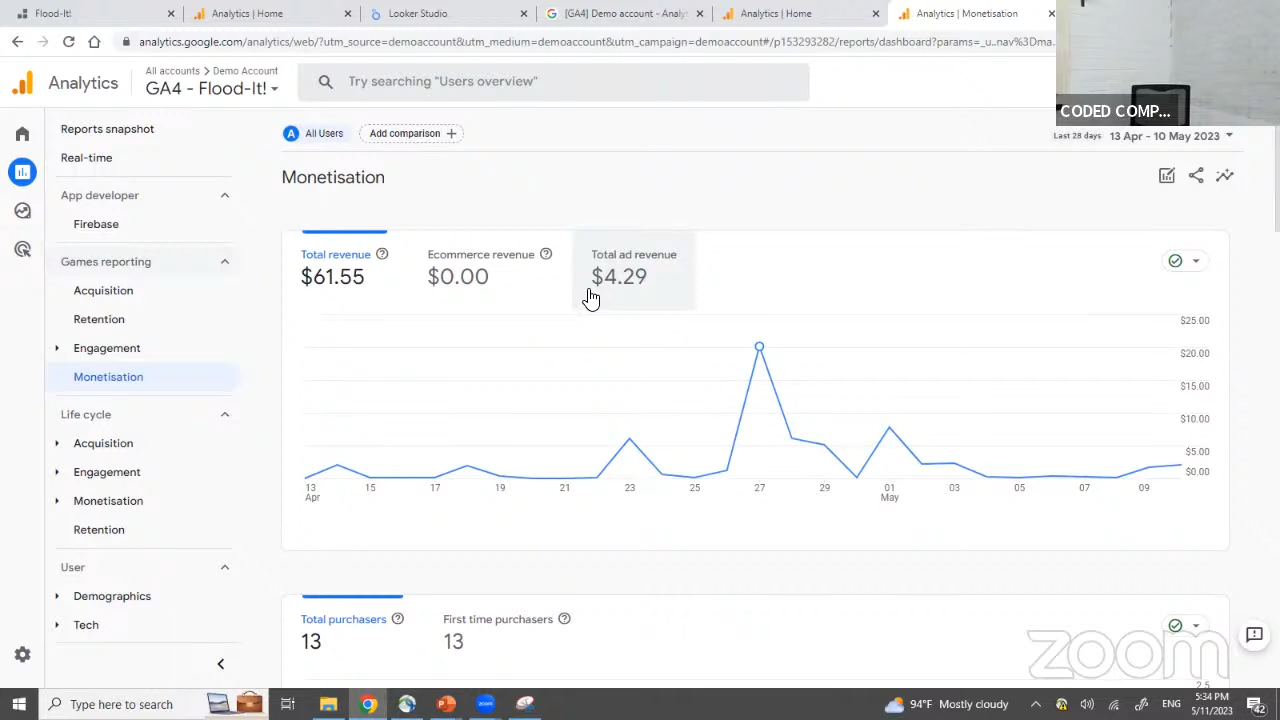 Flood-It!
Analytics | Home
Looker Studio
[GA4] Demo account - Analyt
Analytics | Home
Analytics | Monetisation
analytics.google.com/analytics/web/?utm_source=demoaccount&utm_medium=demoaccount&utm_campaign=demoaccount#/p153293282/reports/dashboard?params=_u..nav%3Dma...
Analytics
All accounts > Demo Account
GA4 - Flood-It!
Try searching "Users overview"
CODED COMP...
Reports snapshot
Real-time
App developer
Firebase
Games reporting
Acquisition
Retention
Engagement
Monetisation
Life cycle
Acquisition
Engagement
Monetisation
Retention
User
Demographics
Tech
A All Users
Add comparison +
Last 28 days 13 Apr - 10 May 2023
Monetisation
Total revenue
$61.55
Ecommerce revenue
$0.00
Total ad revenue
$4.29
$25.00
$20.00
$15.00
$10.00
$5.00
$0.00
13 15 17 19 21 23 25 27 29 01 03 05 07 09
Apr May
Total purchasers
13
First time purchasers
13
2.5
zoom
Type here to search
zoom
94°F Mostly cloudy
ENG
5:34 PM
5/11/2023
42